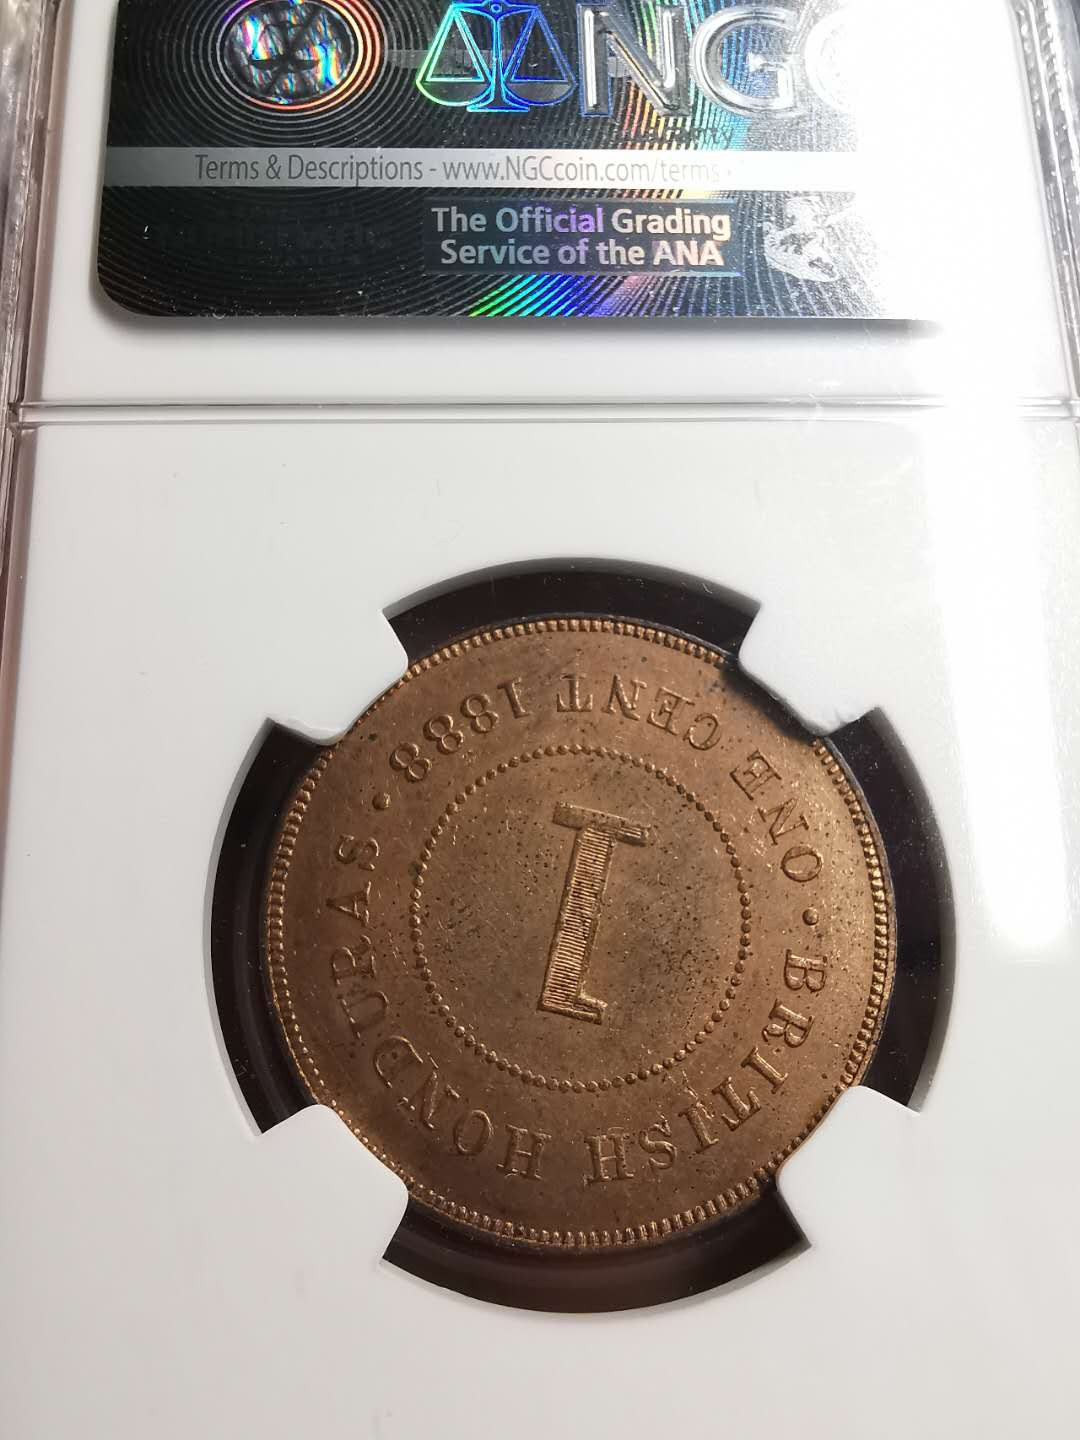 NGC
Terms & Descriptions - www.NGCcoin.com/terms
The Official Grading
Service of the ANA
BRITISH HONDURAS
ONE CENT 1888
1